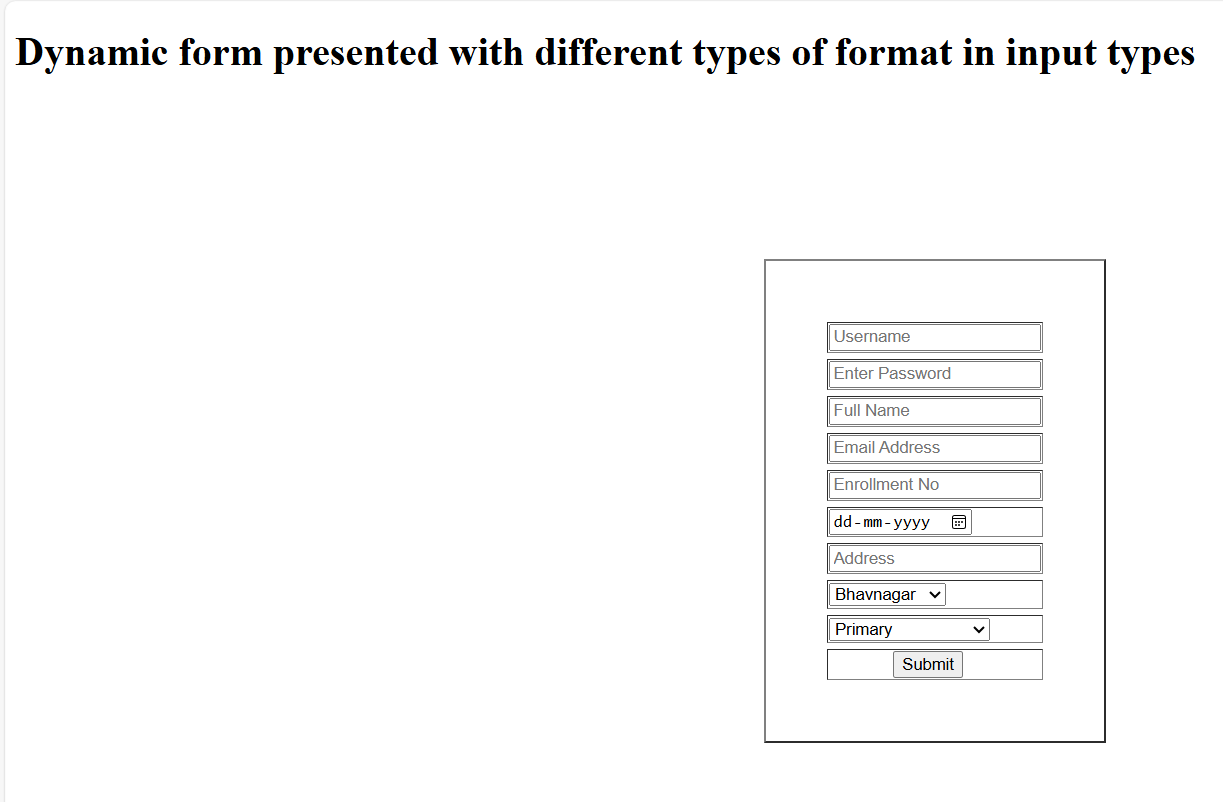 Dynamic form presented with different types of format in input types
Username
Enter Password
Full Name
Email Address
Enrollment No
dd-mm-yyyy
Address
Bhavnagar
Primary
Submit